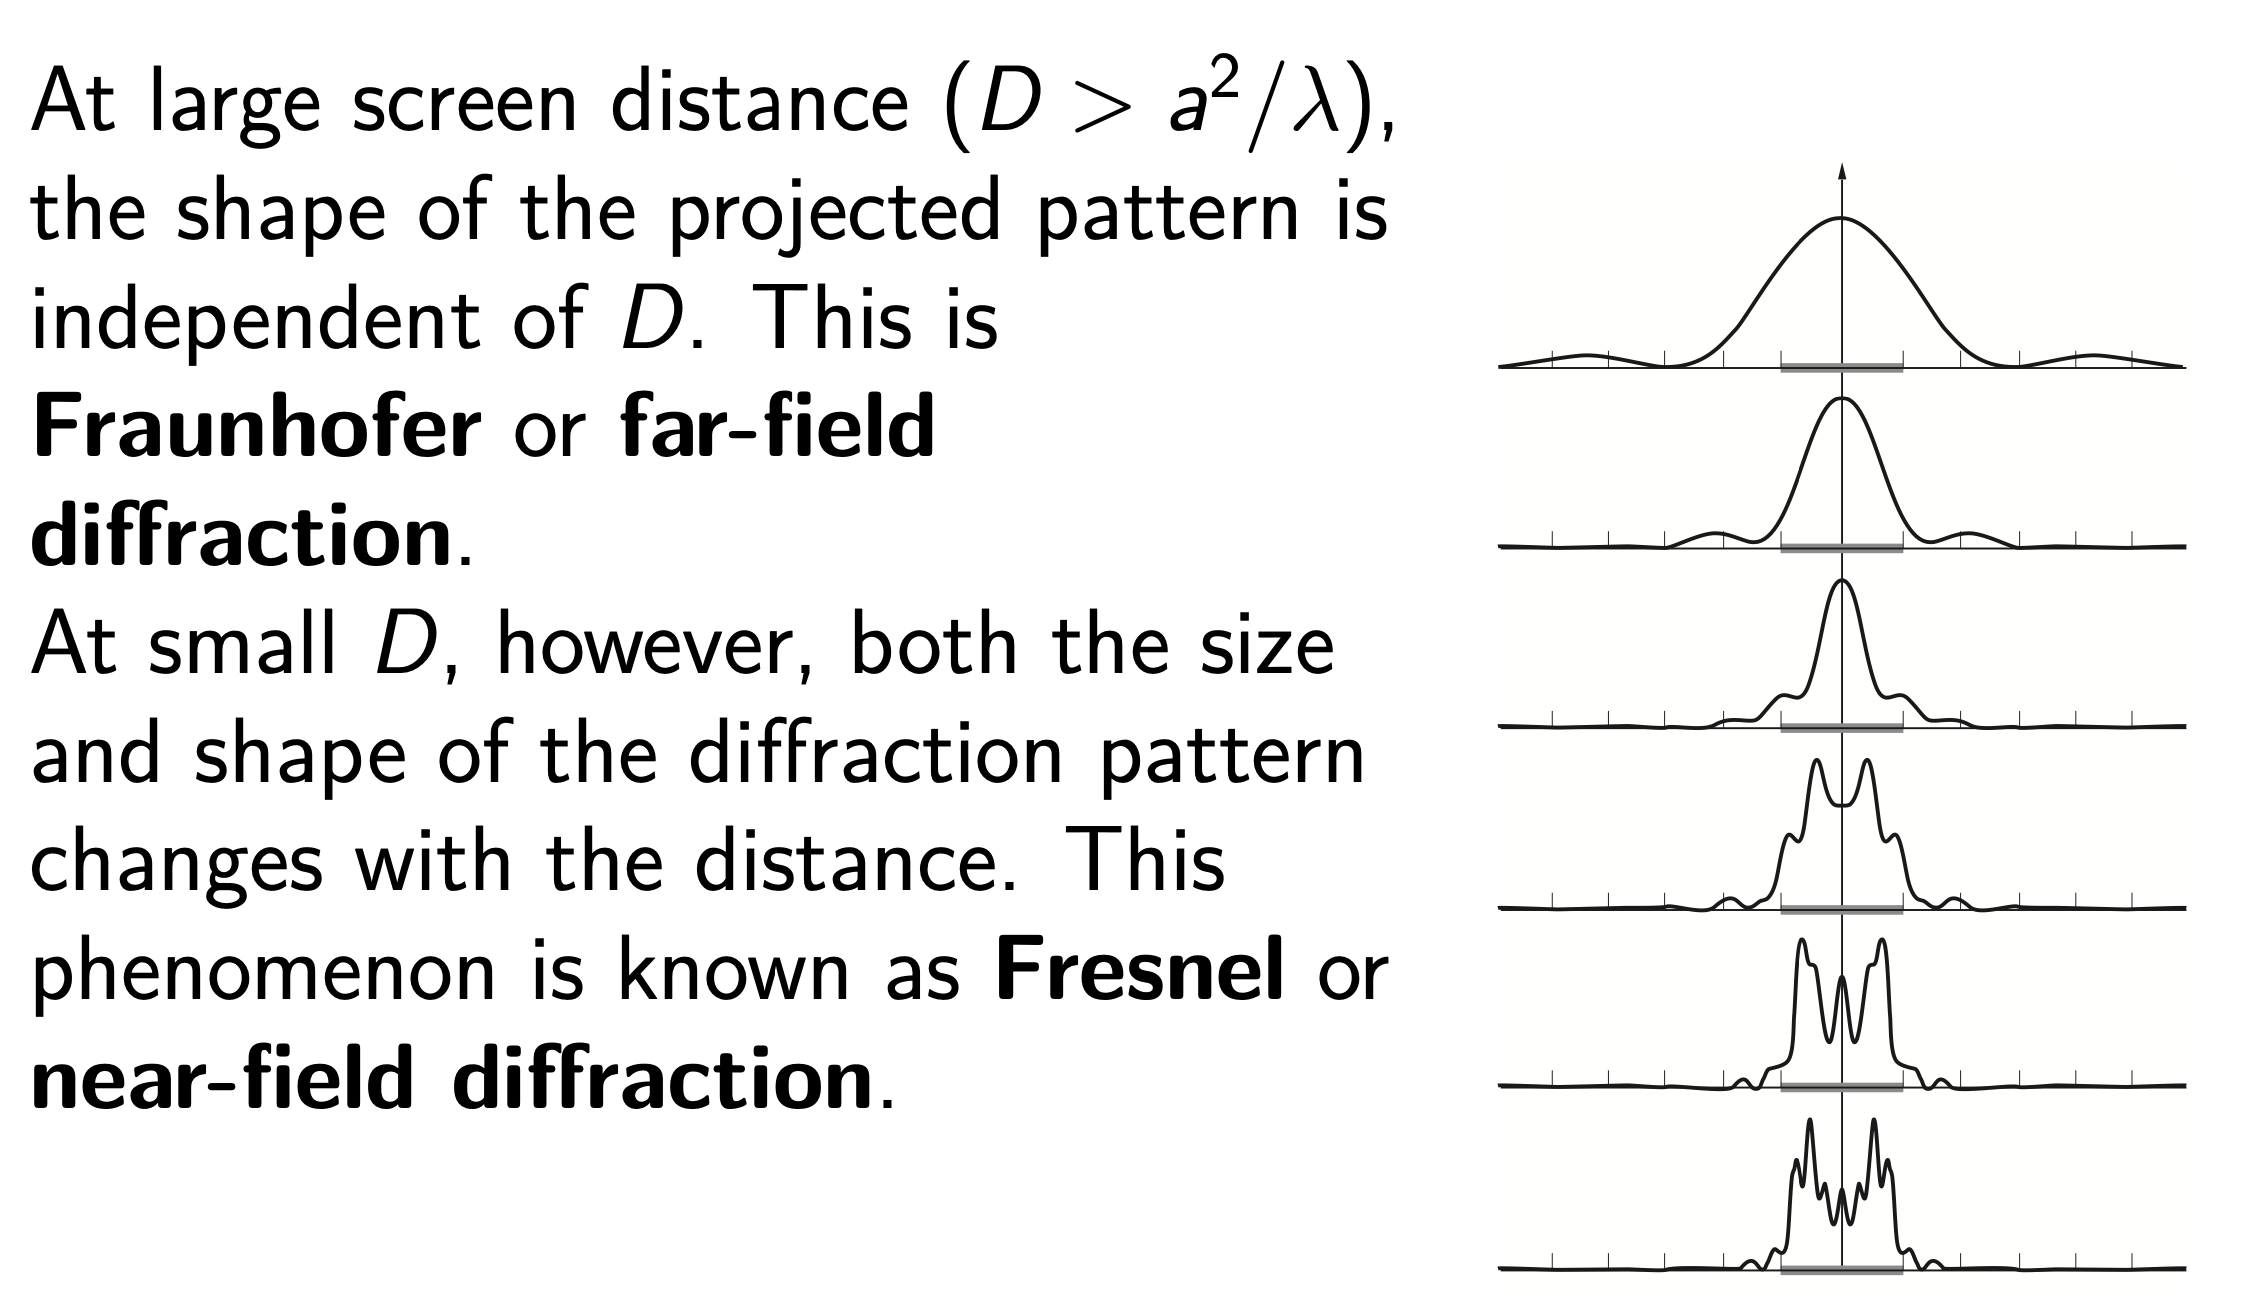 At large screen distance (D > a²/λ),
the shape of the projected pattern is
independent of D. This is
Fraunhofer or far-field
diffraction.
At small D, however, both the size
and shape of the diffraction pattern
changes with the distance. This
phenomenon is known as Fresnel or
near-field diffraction.